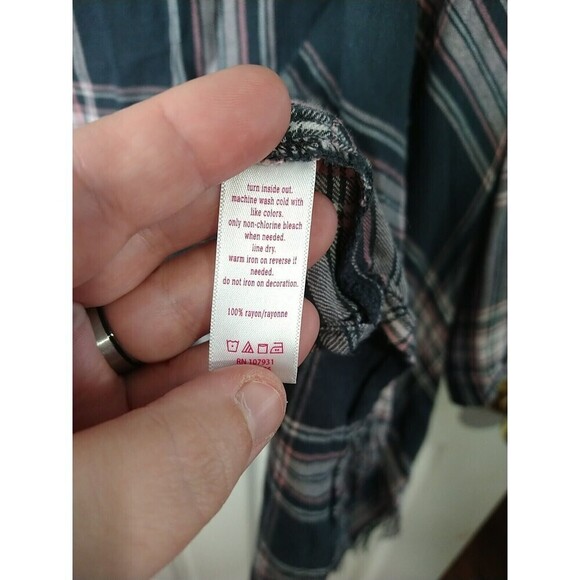 turn inside out.
machine wash cold with
like colors.
only non-chlorine bleach
when needed.
line dry.
warm iron on reverse if
needed.
do not iron on decoration.
100% rayon/rayonne
RN 107931